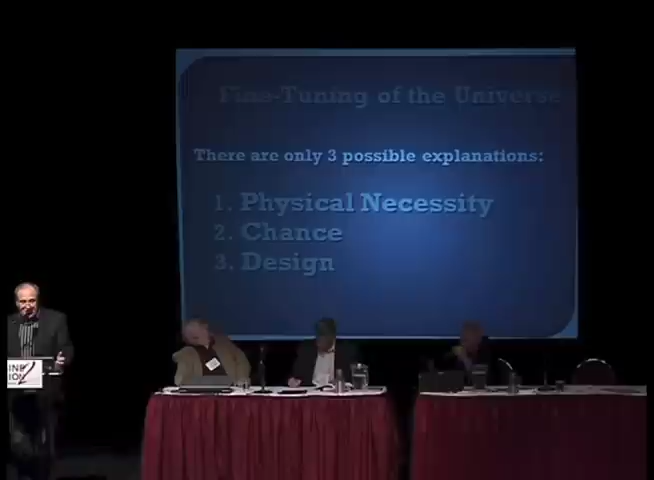 Fine-Tuning of the Universe
There are only 3 possible explanations:
1. Physical Necessity
2. Chance
3. Design